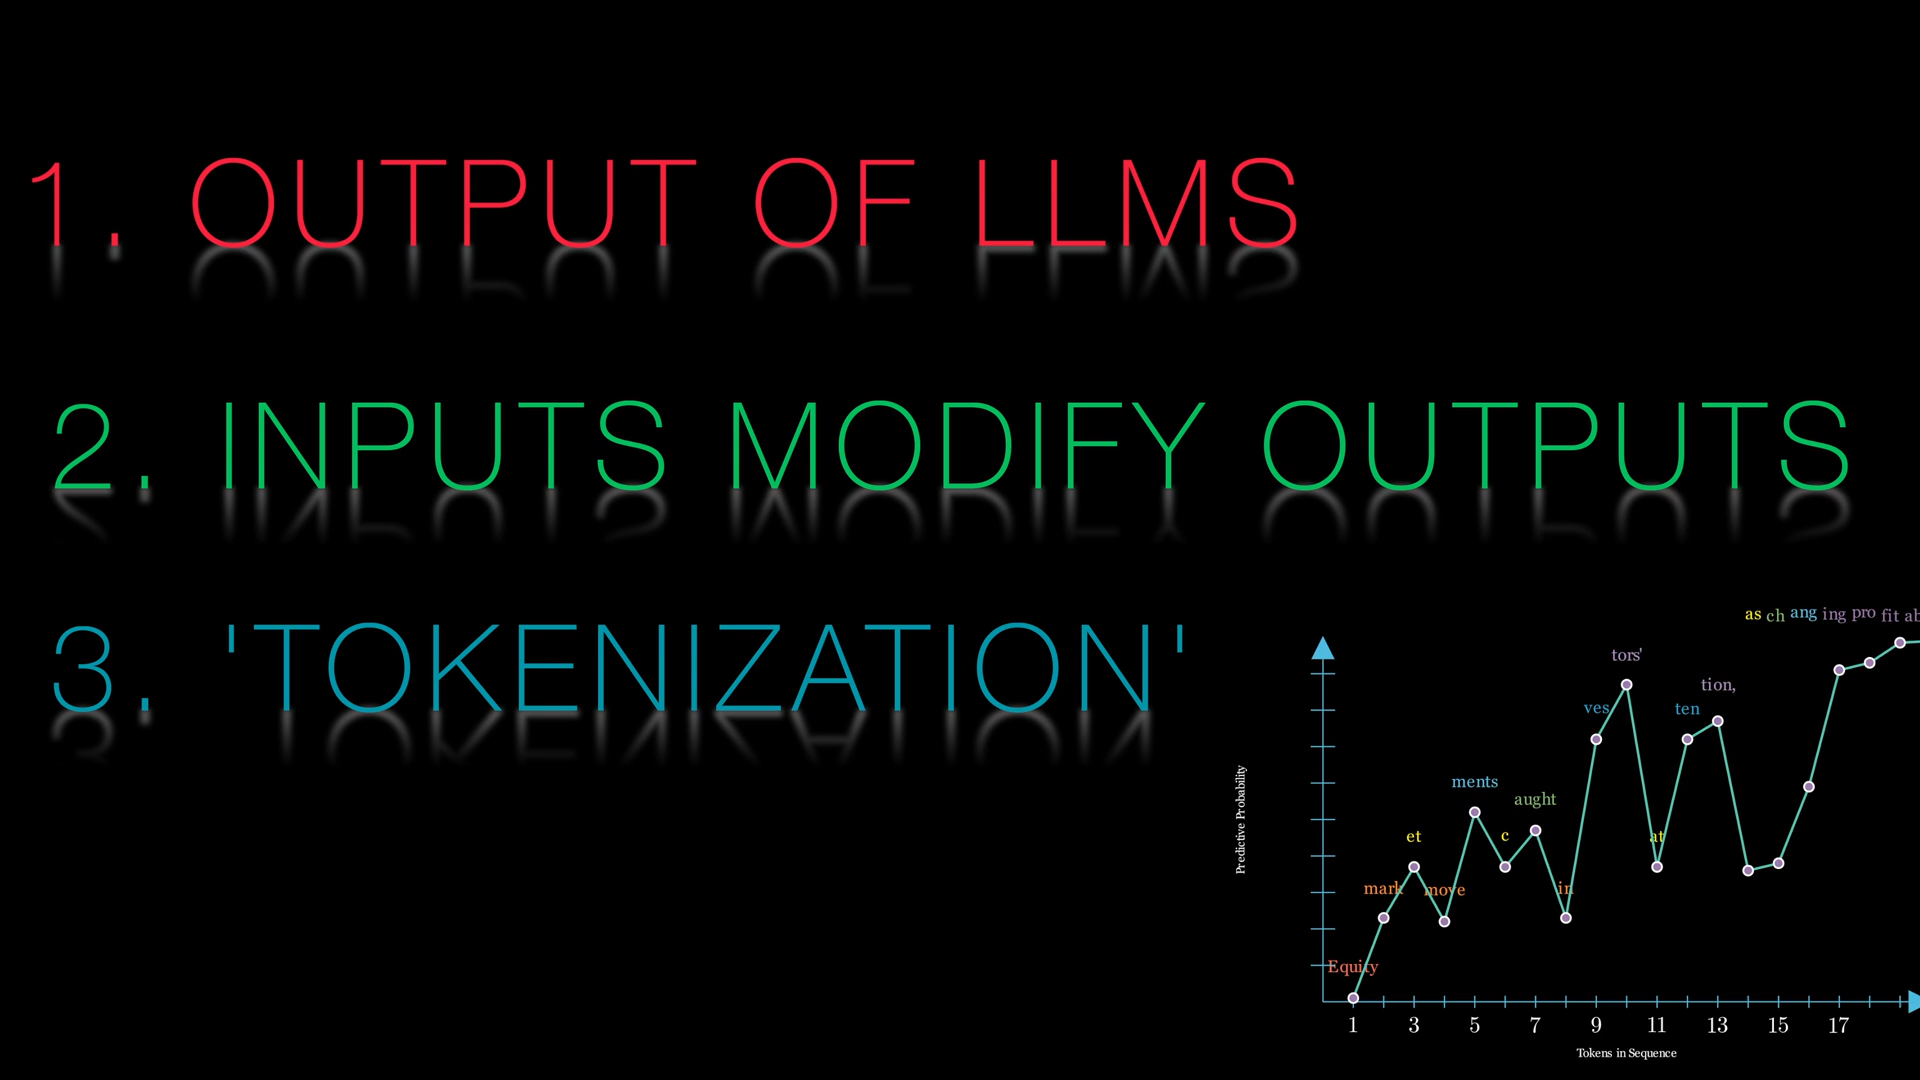 1. OUTPUT OF LLMS
2. INPUTS MODIFY OUTPUTS
3. 'TOKENIZATION'
as ch ang ing pro fit ab
tors'
tion,
ves
ten
ments
aught
et
c
at
mark
move
in
Equity
Predictive Probability
1 3 5 7 9 11 13 15 17
Tokens in Sequence